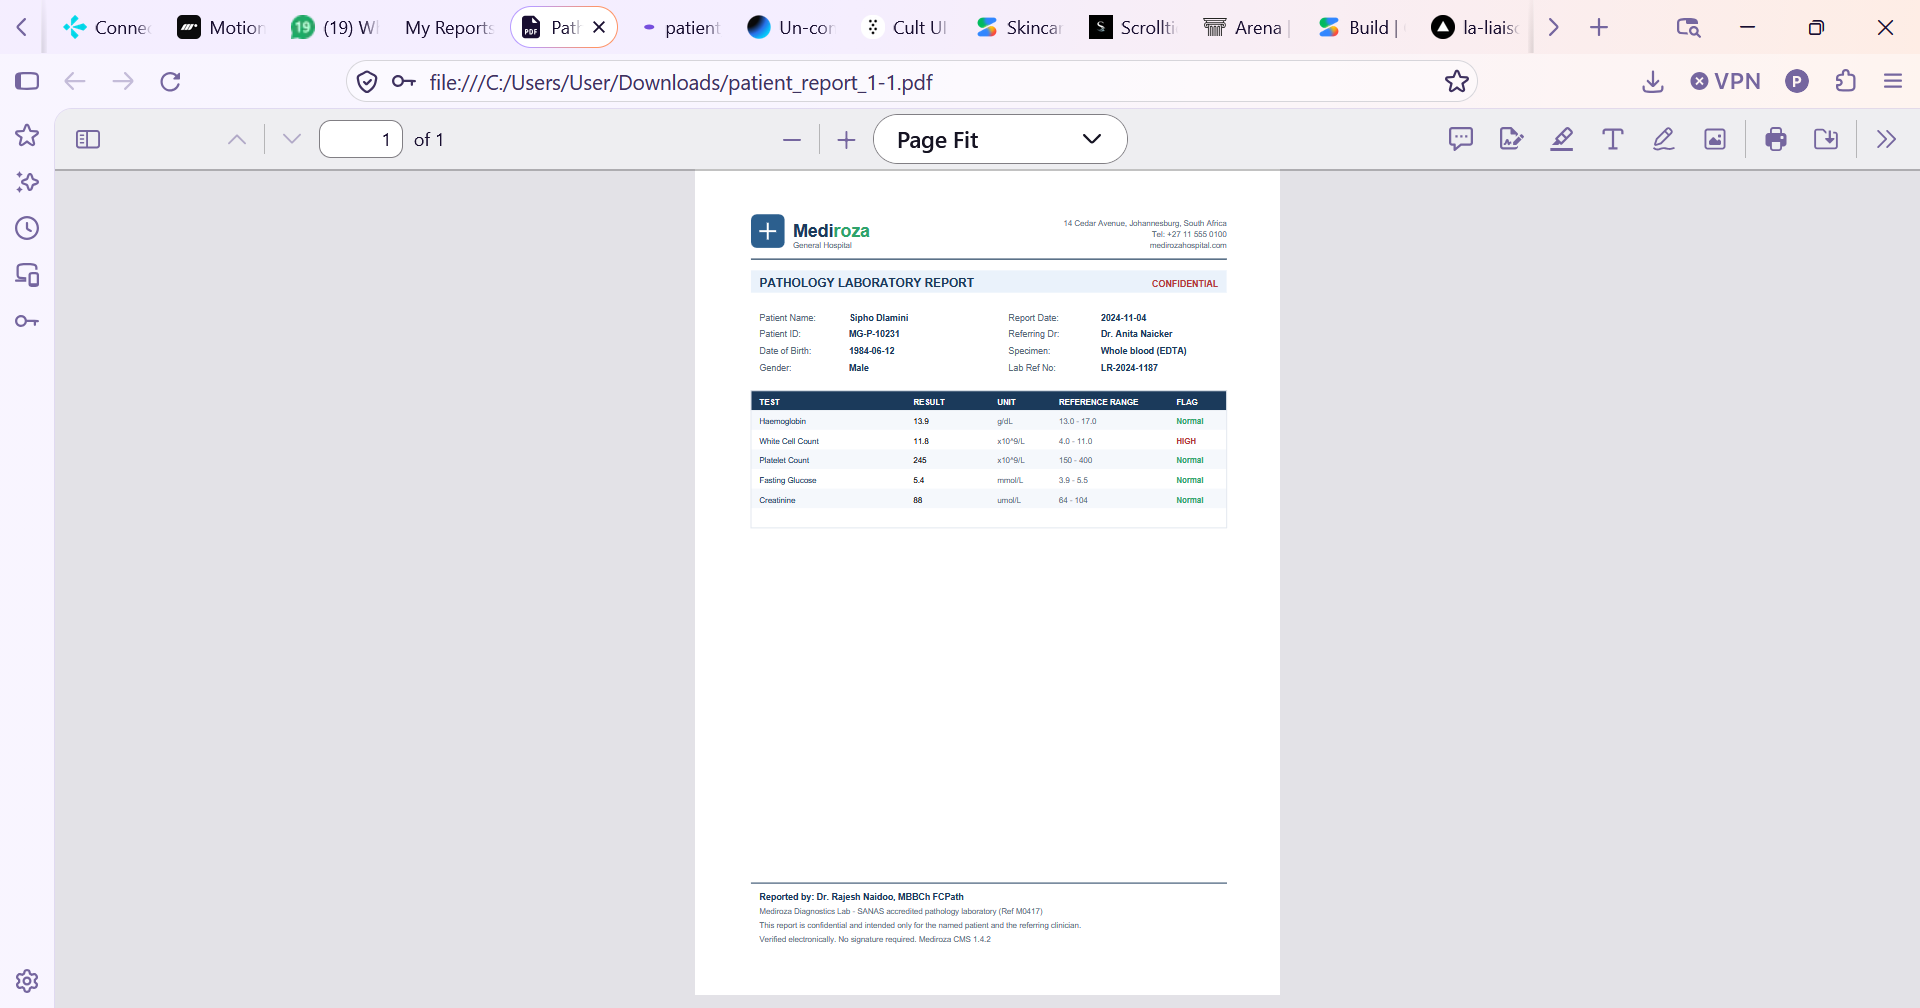 Connec
Motion
19
(19) W
My Reports
PDF
Path
patient
Un-con
Cult UI
Skincar
S
Scrollti
Arena |
Build |
la-liaiso
file:///C:/Users/User/Downloads/patient_report_1-1.pdf
VPN
P
1 of 1
Page Fit
Mediroza
General Hospital
14 Cedar Avenue, Johannesburg, South Africa
Tel: +27 11 555 0100
medirozahospital.com
PATHOLOGY LABORATORY REPORT CONFIDENTIAL
Patient Name: Sipho Dlamini Report Date: 2024-11-04
Patient ID: MG-P-10231 Referring Dr: Dr. Anita Naicker
Date of Birth: 1984-06-12 Specimen: Whole blood (EDTA)
Gender: Male Lab Ref No: LR-2024-1187
TEST RESULT UNIT REFERENCE RANGE FLAG
Haemoglobin 13.9 g/dL 13.0 - 17.0 Normal
White Cell Count 11.8 x10^9/L 4.0 - 11.0 HIGH
Platelet Count 245 x10^9/L 150 - 400 Normal
Fasting Glucose 5.4 mmol/L 3.9 - 5.5 Normal
Creatinine 88 umol/L 64 - 104 Normal
Reported by: Dr. Rajesh Naidoo, MBBCh FCPath
Mediroza Diagnostics Lab - SANAS accredited pathology laboratory (Ref M0417)
This report is confidential and intended only for the named patient and the referring clinician.
Verified electronically. No signature required. Mediroza CMS 1.4.2